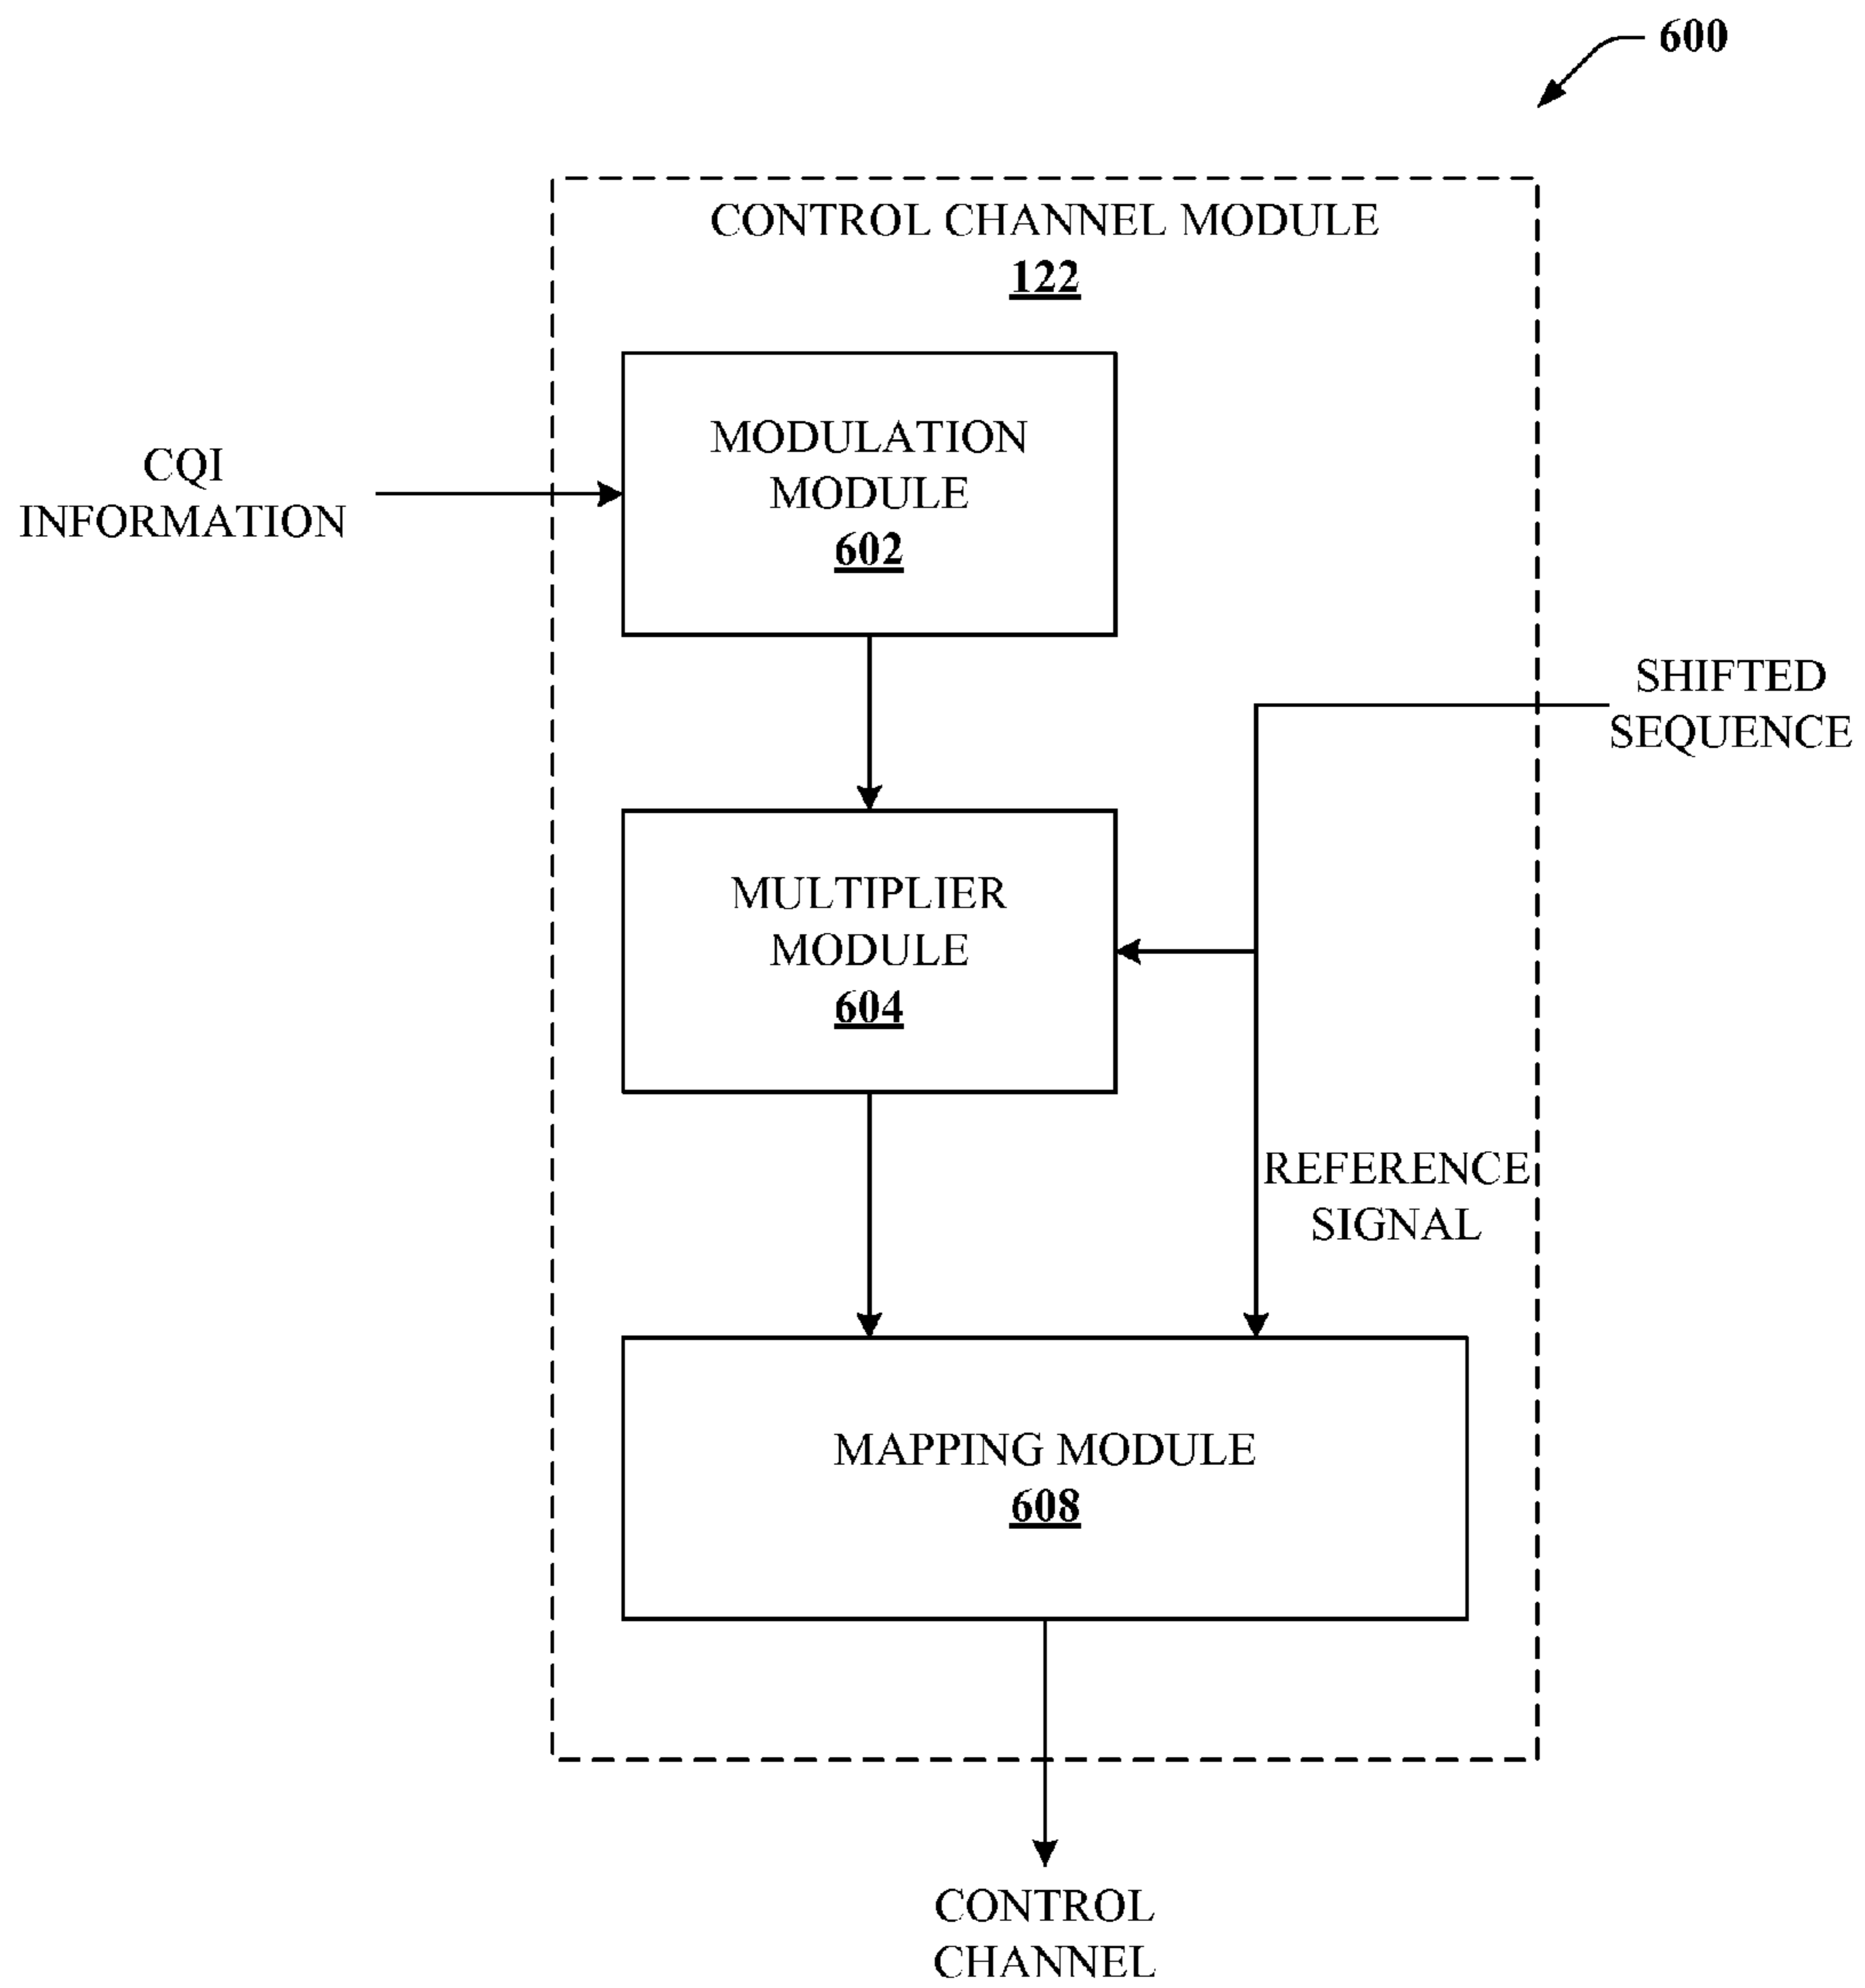 600
CONTROL CHANNEL MODULE
122
MODULATION
MODULE
602
CQI
INFORMATION
SHIFTED
SEQUENCE
MULTIPLIER
MODULE
604
REFERENCE
SIGNAL
MAPPING MODULE
608
CONTROL
CHANNEL